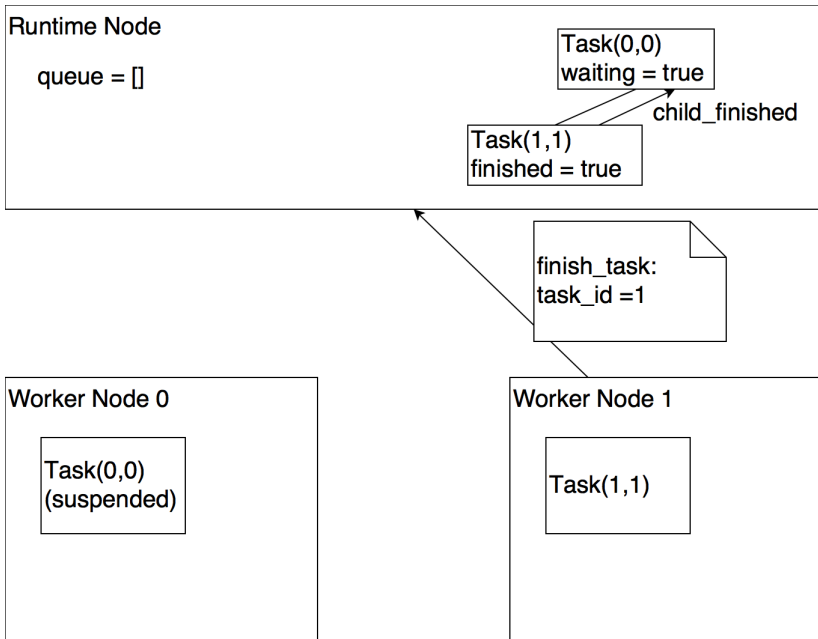 Runtime Node
queue = []
Task(0,0)
waiting = true
child_finished
Task(1,1)
finished = true
finish_task:
task_id =1
Worker Node 0
Task(0,0)
(suspended)
Worker Node 1
Task(1,1)